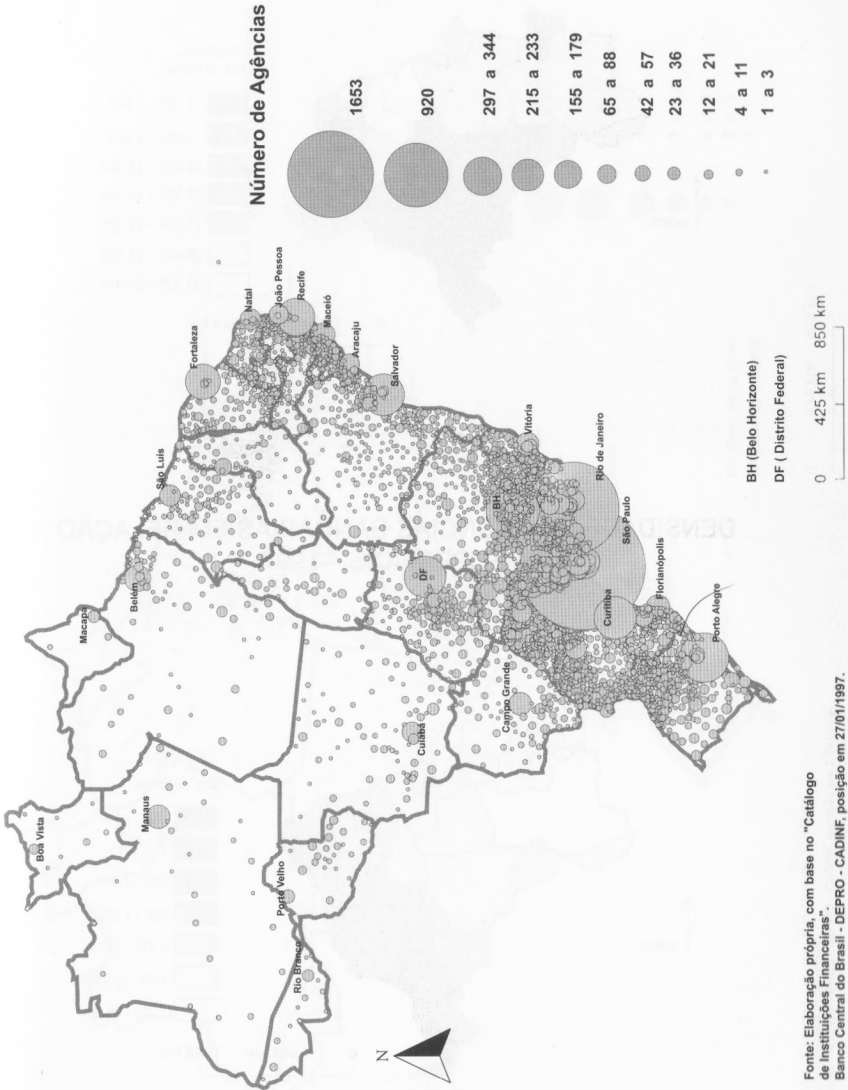 Número de Agências
1653
920
297 a 344
215 a 233
155 a 179
65 a 88
42 a 57
23 a 36
12 a 21
4 a 11
1 a 3
Boa Vista
Macapa
Manaus
Belém
São Luís
Fortaleza
Natal
João Pessoa
Recife
Maceió
Aracaju
Salvador
Porto Velho
Rio Branco
Cuiabá
DF
Campo Grande
BH
Vitória
Rio de Janeiro
São Paulo
Curitiba
Florianópolis
Porto Alegre
N
BH (Belo Horizonte)
DF ( Distrito Federal)
0 425 km 850 km
Fonte: Elaboração própria, com base no "Catálogo
de Instituições Financeiras".
Banco Central do Brasil - DEPRO - CADINF, posição em 27/01/1997.